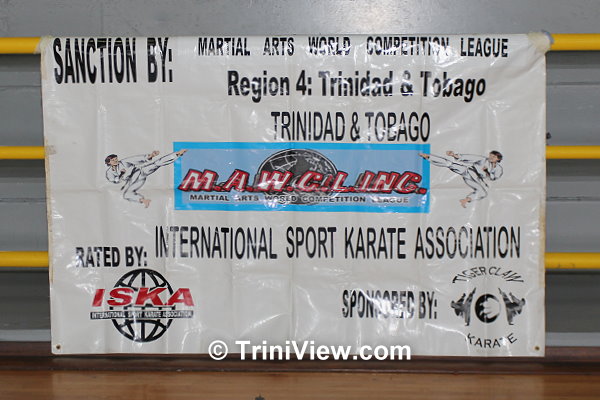 SANCTION BY: MARTIAL ARTS WORLD COMPETITION LEAGUE
Region 4: Trinidad & Tobago
TRINIDAD & TOBAGO
M.A.W.C.L.INC.
MARTIAL ARTS WORLD COMPETITION LEAGUE
RATED BY: INTERNATIONAL SPORT KARATE ASSOCIATION
ISKA
INTERNATIONAL SPORT KARATE ASSOCIATION
SPONSORED BY:
TIGER CLAW
KARATE
© TriniView.com